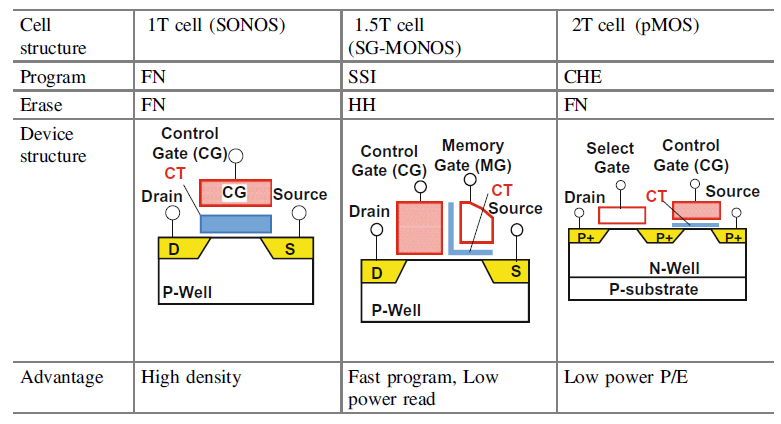 Cell structure
1T cell (SONOS)
1.5T cell (SG-MONOS)
2T cell (pMOS)
Program
FN
SSI
CHE
Erase
FN
HH
FN
Device structure
Control
Gate (CG)
CT
CG
Drain
Source
D
S
P-Well
Control
Gate (CG)
Memory
Gate (MG)
CT
Drain
Source
D
S
P-Well
Select
Gate
Control
Gate (CG)
CT
Drain
Source
P+
P+
P+
N-Well
P-substrate
Advantage
High density
Fast program, Low
power read
Low power P/E